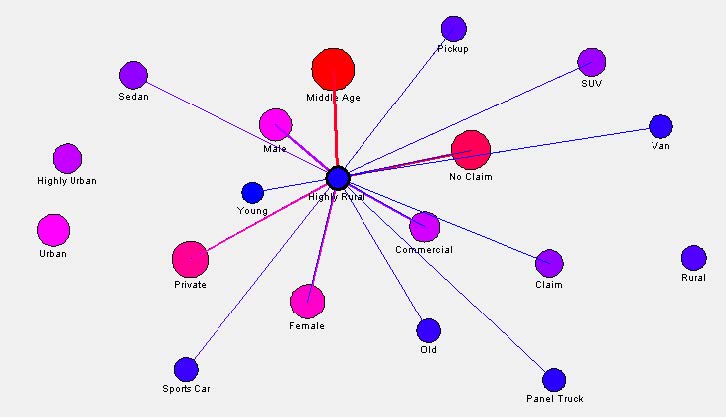 Pickup
SUV
Sedan
Middle Age
Male
Van
No Claim
Highly Urban
Highly Rural
Young
Urban
Commercial
Private
Claim
Rural
Female
Old
Sports Car
Panel Truck